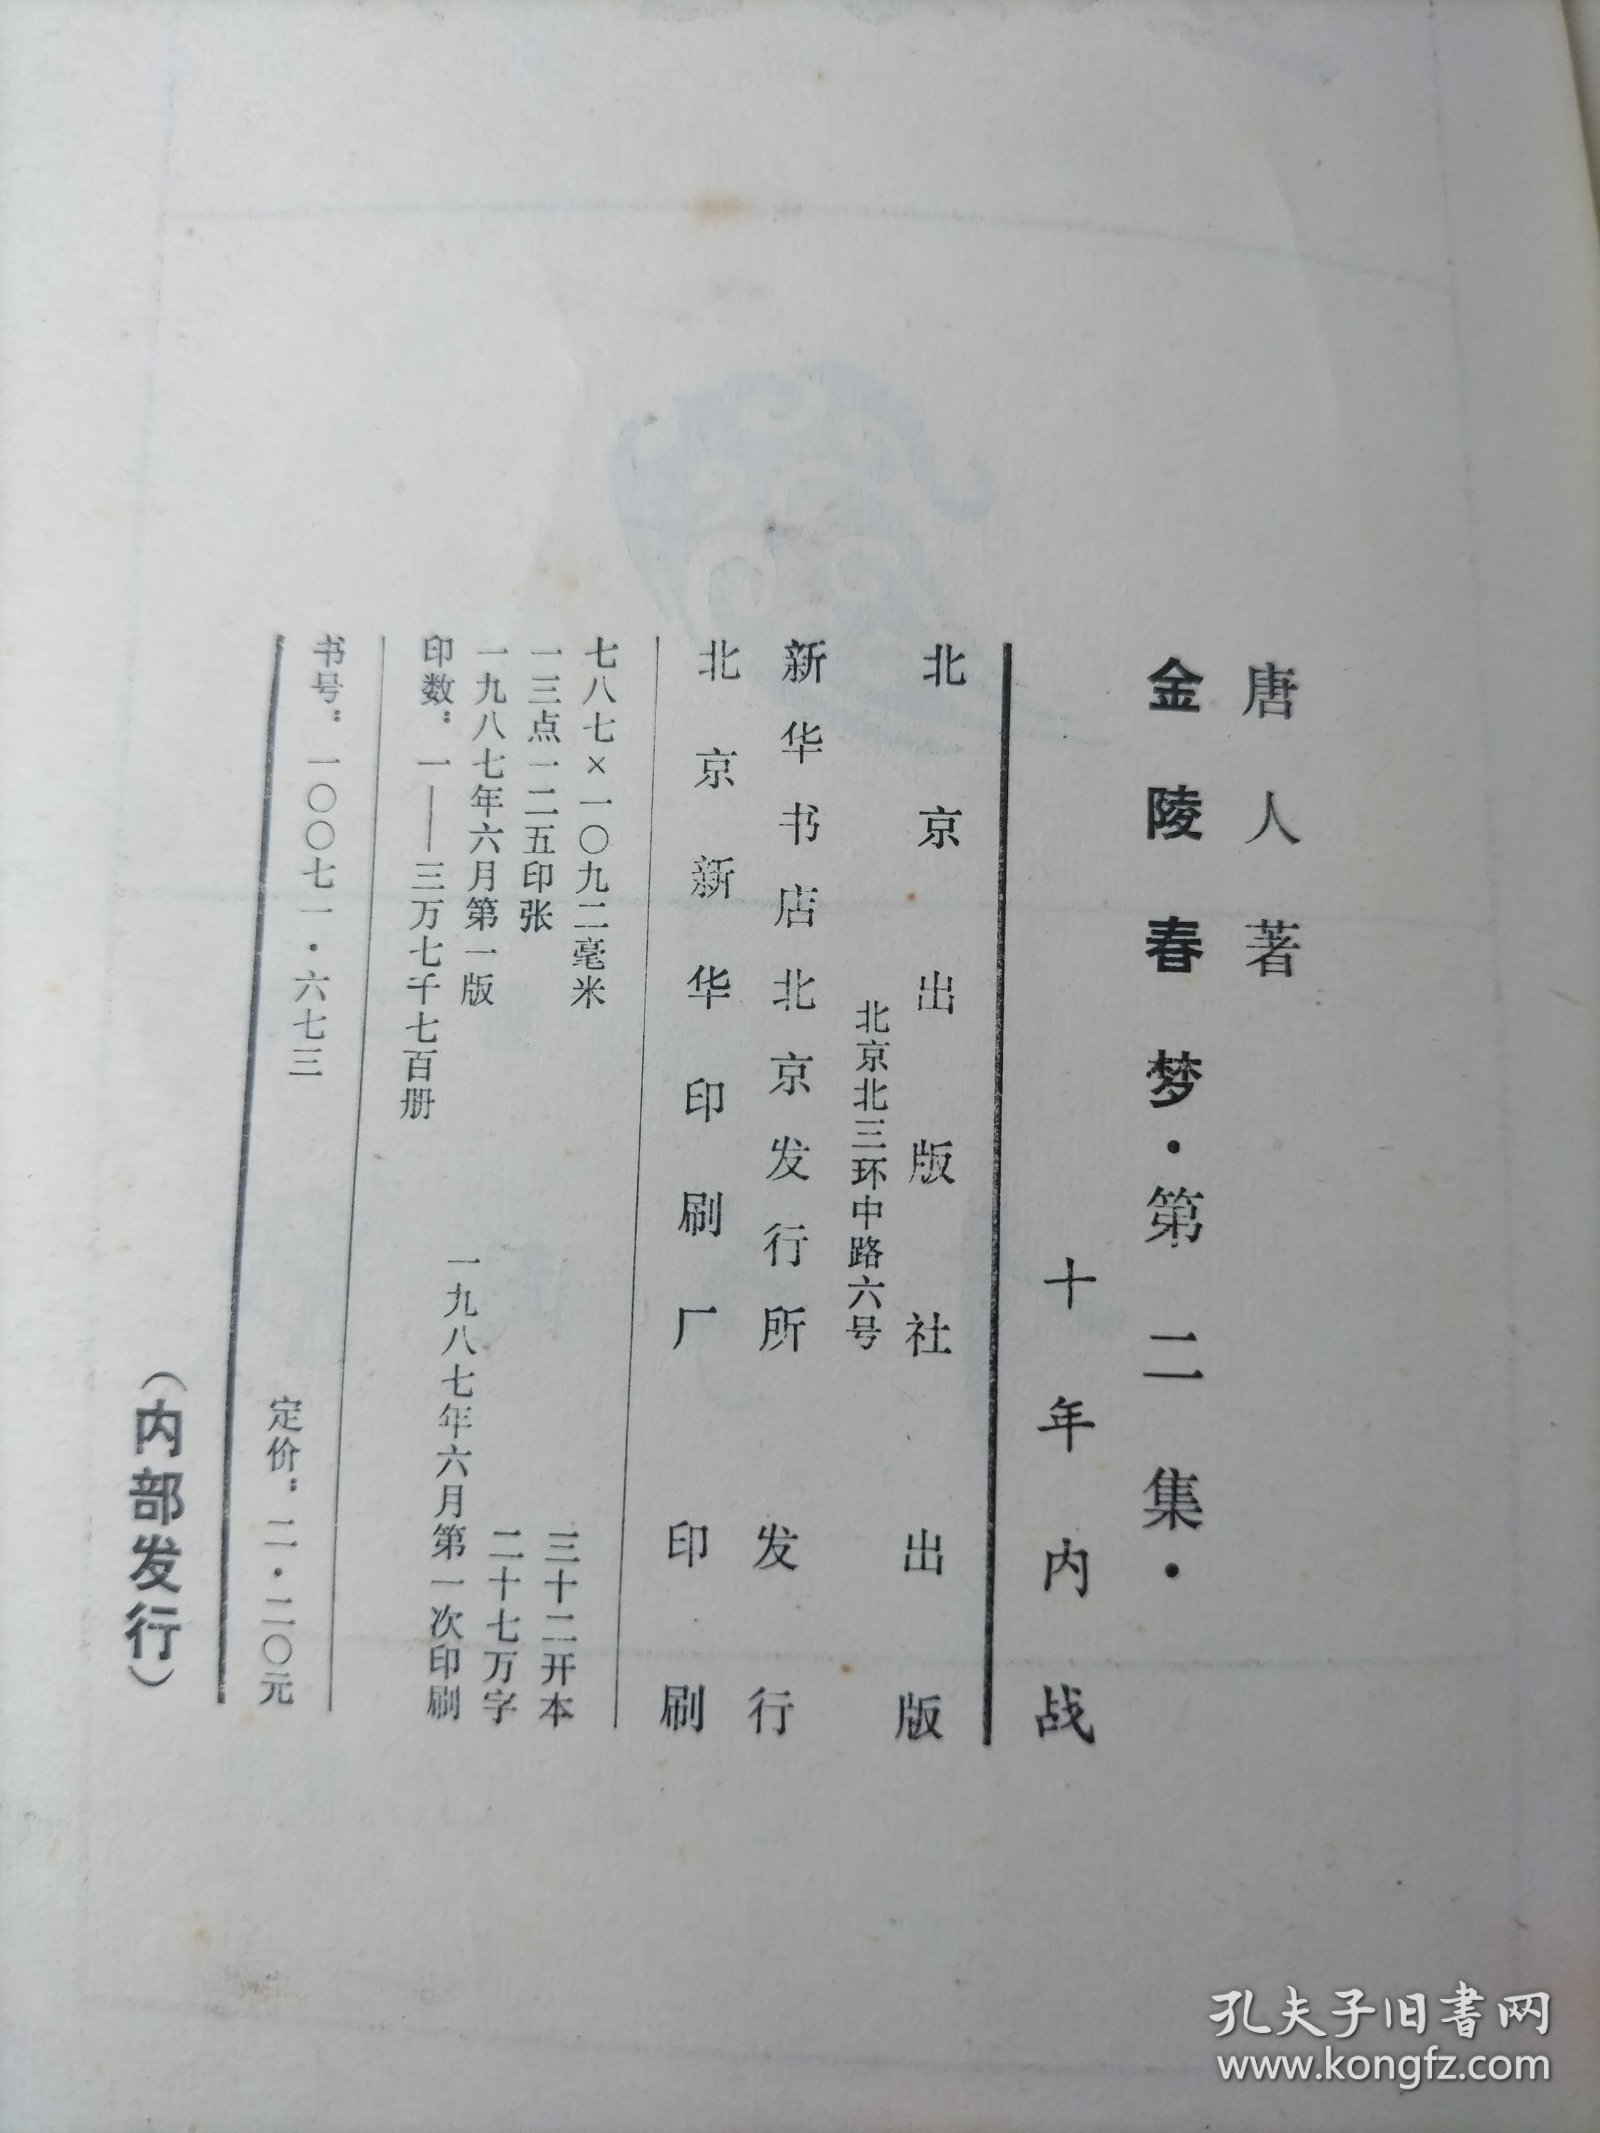 唐人著
金陵春梦·第二集·
十年内战
北京出版社出版
北京北三环中路六号
新华书店北京发行所发行
北京新华印刷厂印刷
七八七×一〇九二毫米 三十二开本
一三点一二五印张 二十七万字
一九八七年六月第一版 一九八七年六月第一次印刷
印数：一——三万七千七百册
书号：一〇〇七一·六七三 定价：二·二〇元
（内部发行）
孔夫子旧书网
www.kongfz.com